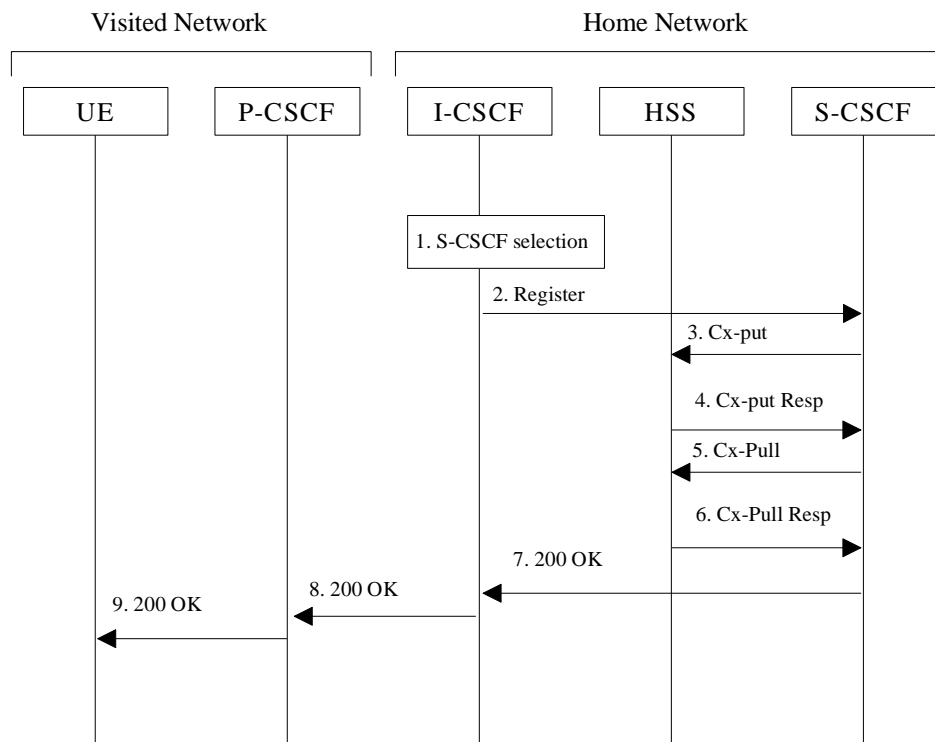 Visited Network
Home Network
UE
P-CSCF
I-CSCF
HSS
S-CSCF
1. S-CSCF selection
2. Register
3. Cx-put
4. Cx-put Resp
5. Cx-Pull
6. Cx-Pull Resp
7. 200 OK
8. 200 OK
9. 200 OK